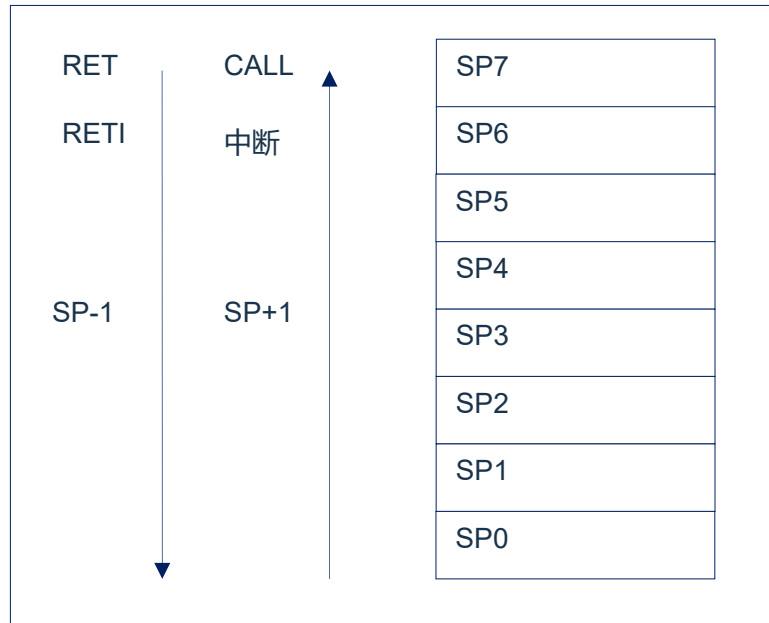 RET CALL SP7
RETI 中断 SP6
SP5
SP4
SP-1 SP+1 SP3
SP2
SP1
SP0